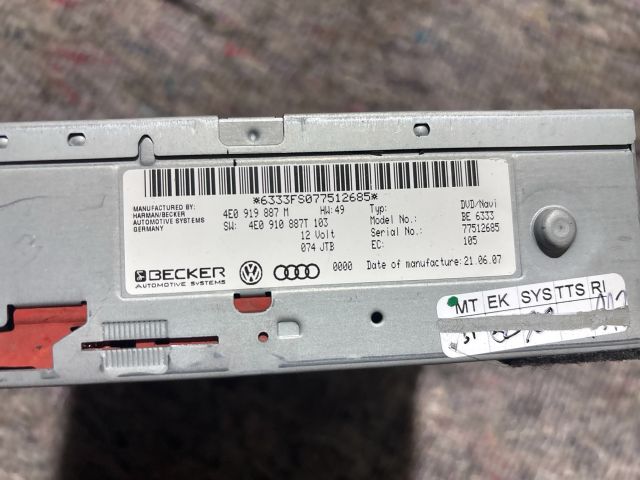 *6333FS077512685*
MANUFACTURED BY:
HARMAN/BECKER
AUTOMOTIVE SYSTEMS
GERMANY
4E0 919 887 M HW:49
SW: 4E0 910 887T 103
12 Volt
074 JTB
Typ: DVD/Navi
Model No.: BE 6333
Serial No.: 77512685
EC: 105
BECKER
AUTOMOTIVE SYSTEMS
0000 Date of manufacture: 21.06.07
MT EK SYS TTS RI